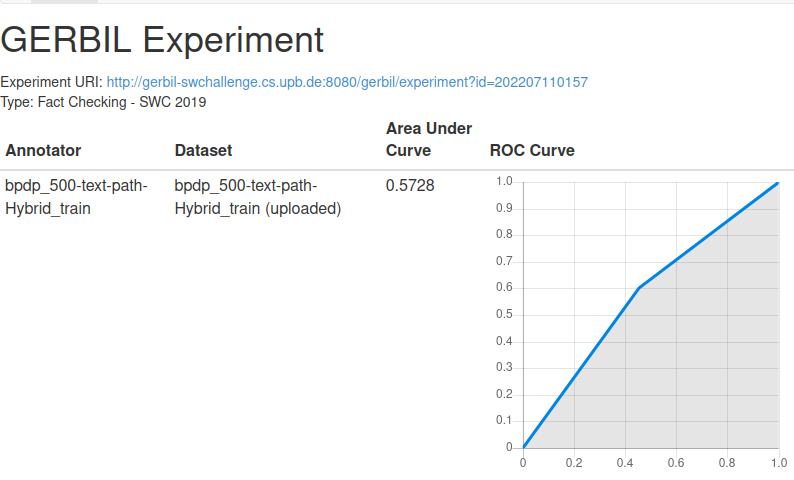 GERBIL Experiment
Experiment URI: http://gerbil-swchallenge.cs.upb.de:8080/gerbil/experiment?id=202207110157
Type: Fact Checking - SWC 2019
Annotator Dataset Area Under Curve ROC Curve
bpdp_500-text-path-Hybrid_train bpdp_500-text-path-Hybrid_train (uploaded) 0.5728
1.0
0.9
0.8
0.7
0.6
0.5
0.4
0.3
0.2
0.1
0
0 0.2 0.4 0.6 0.8 1.0